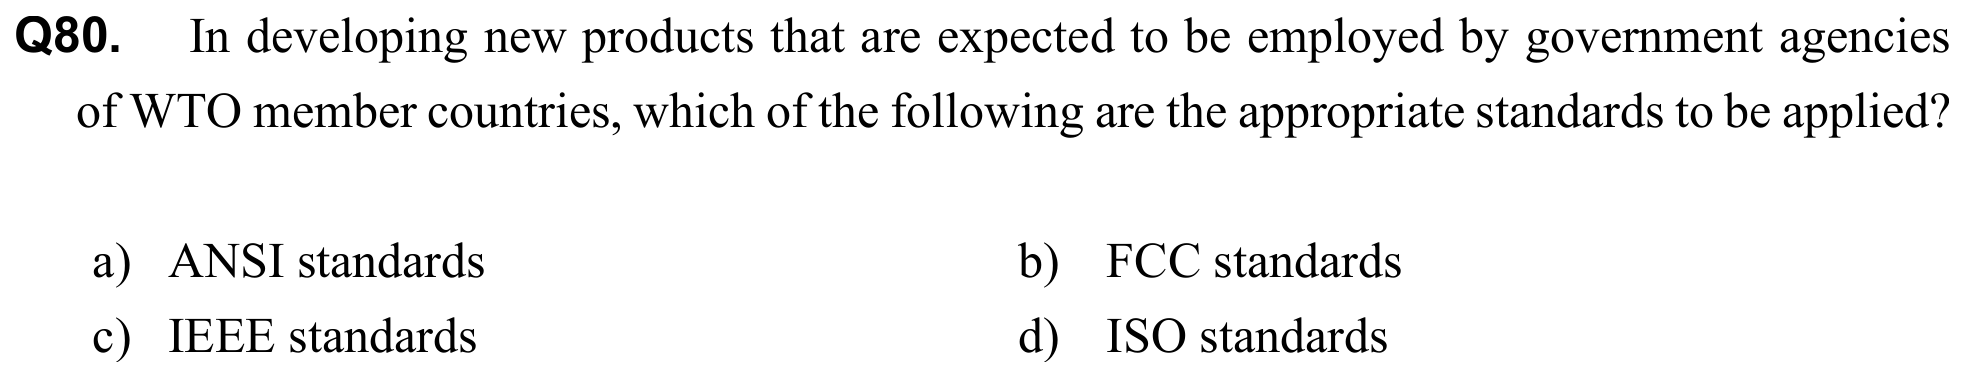 Q80. In developing new products that are expected to be employed by government agencies
of WTO member countries, which of the following are the appropriate standards to be applied?
a) ANSI standards b) FCC standards
c) IEEE standards d) ISO standards